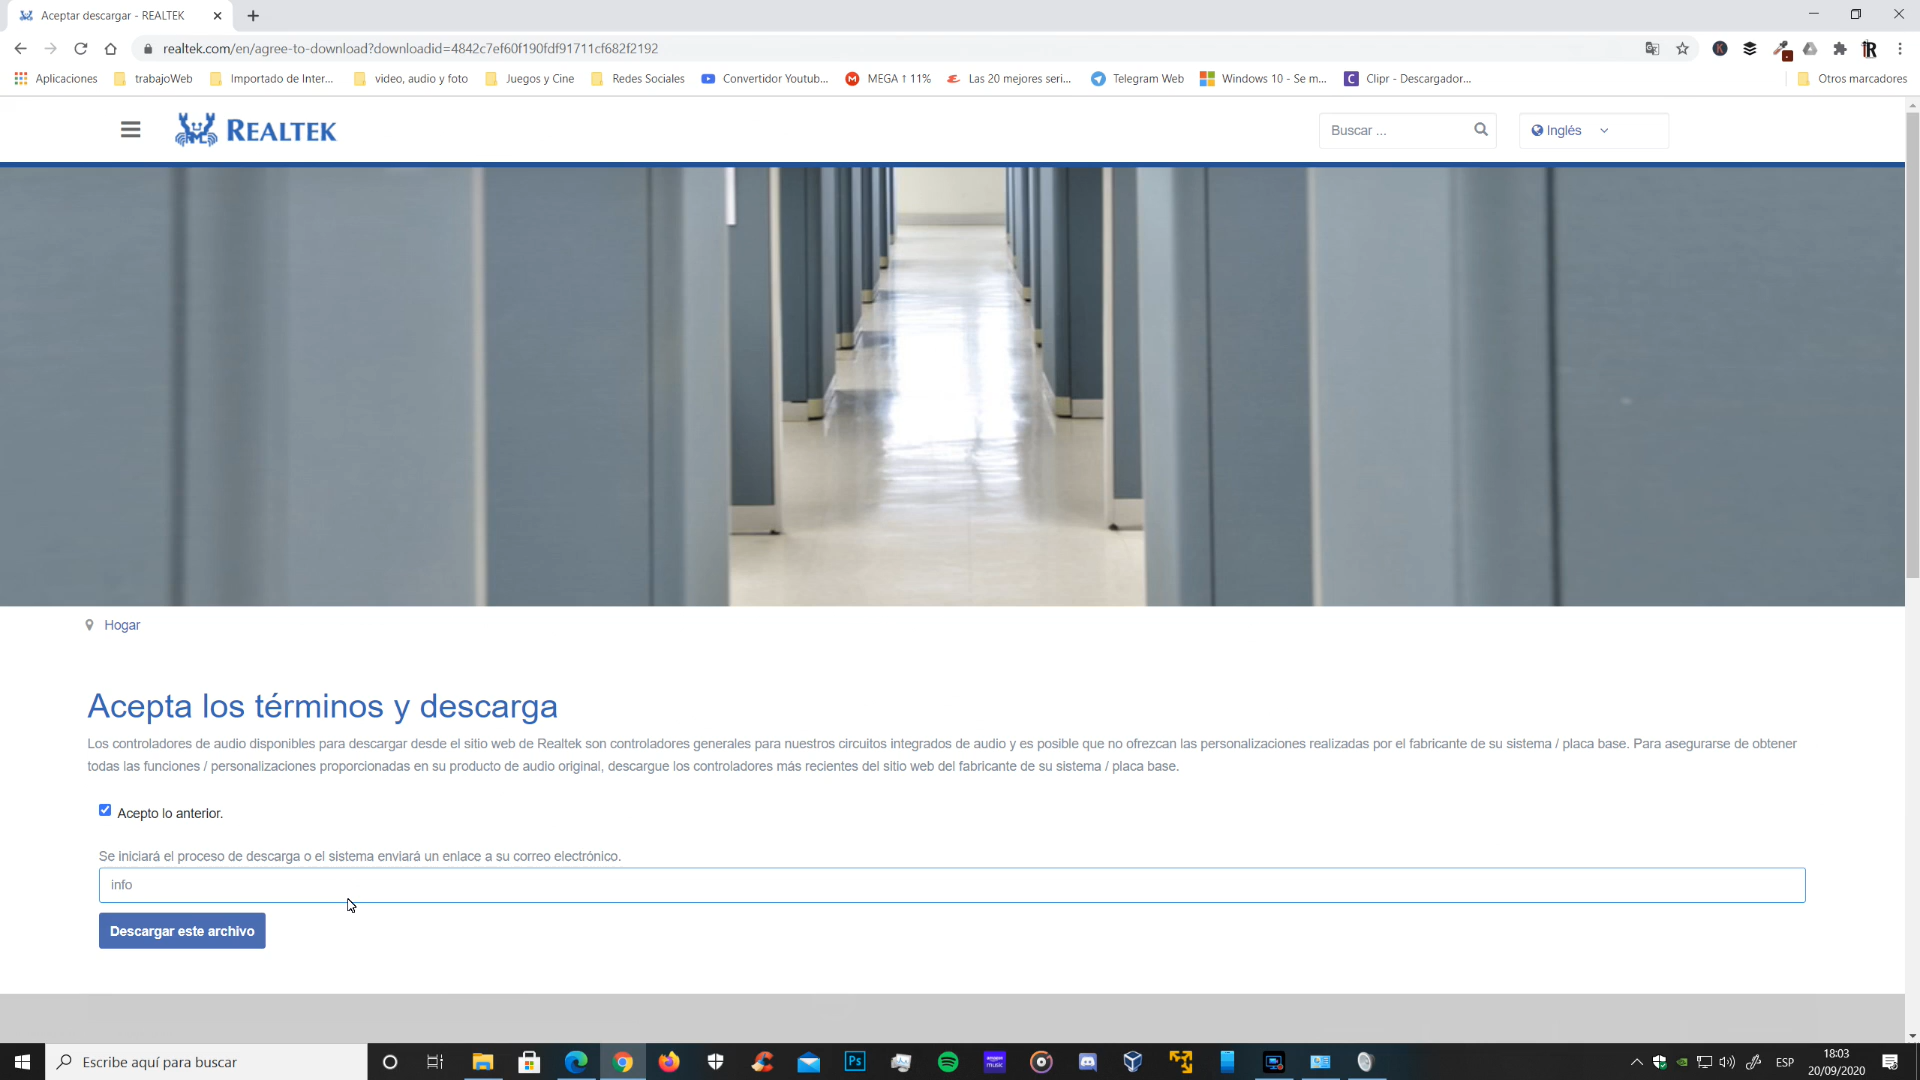 Aceptar descargar - REALTEK
realtek.com/en/agree-to-download?downloadid=4842c7ef60f190fdf91711cf682f2192
Aplicaciones
trabajoWeb
Importado de Inter...
video, audio y foto
Juegos y Cine
Redes Sociales
Convertidor Youtub...
MEGA ↑ 11%
Las 20 mejores seri...
Telegram Web
Windows 10 - Se m...
Clipr - Descargador...
Otros marcadores
REALTEK
Buscar ...
Inglés
Hogar
Acepta los términos y descarga
Los controladores de audio disponibles para descargar desde el sitio web de Realtek son controladores generales para nuestros circuitos integrados de audio y es posible que no ofrezcan las personalizaciones realizadas por el fabricante de su sistema / placa base. Para asegurarse de obtener
todas las funciones / personalizaciones proporcionadas en su producto de audio original, descargue los controladores más recientes del sitio web del fabricante de su sistema / placa base.
Acepto lo anterior.
Se iniciará el proceso de descarga o el sistema enviará un enlace a su correo electrónico.
info
Descargar este archivo
Escribe aquí para buscar
Ps
music
ESP
18:03
20/09/2020